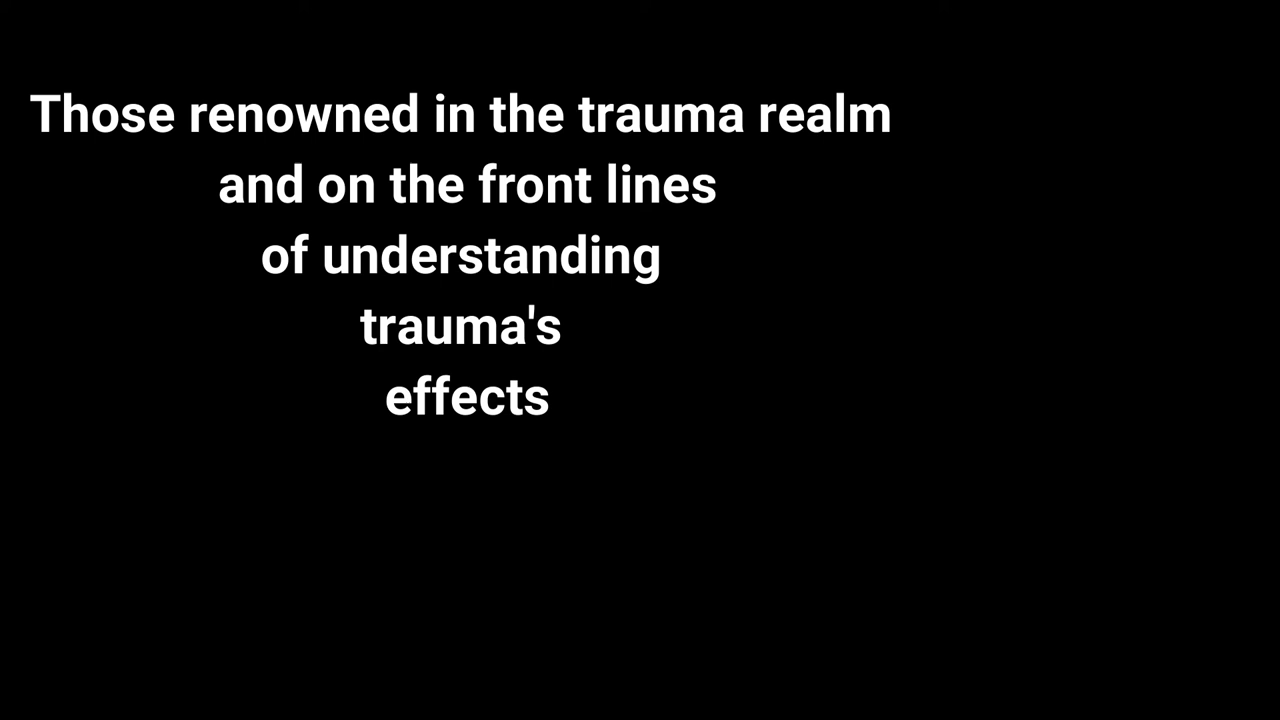 Those renowned in the trauma realm
and on the front lines
of understanding
trauma's
effects